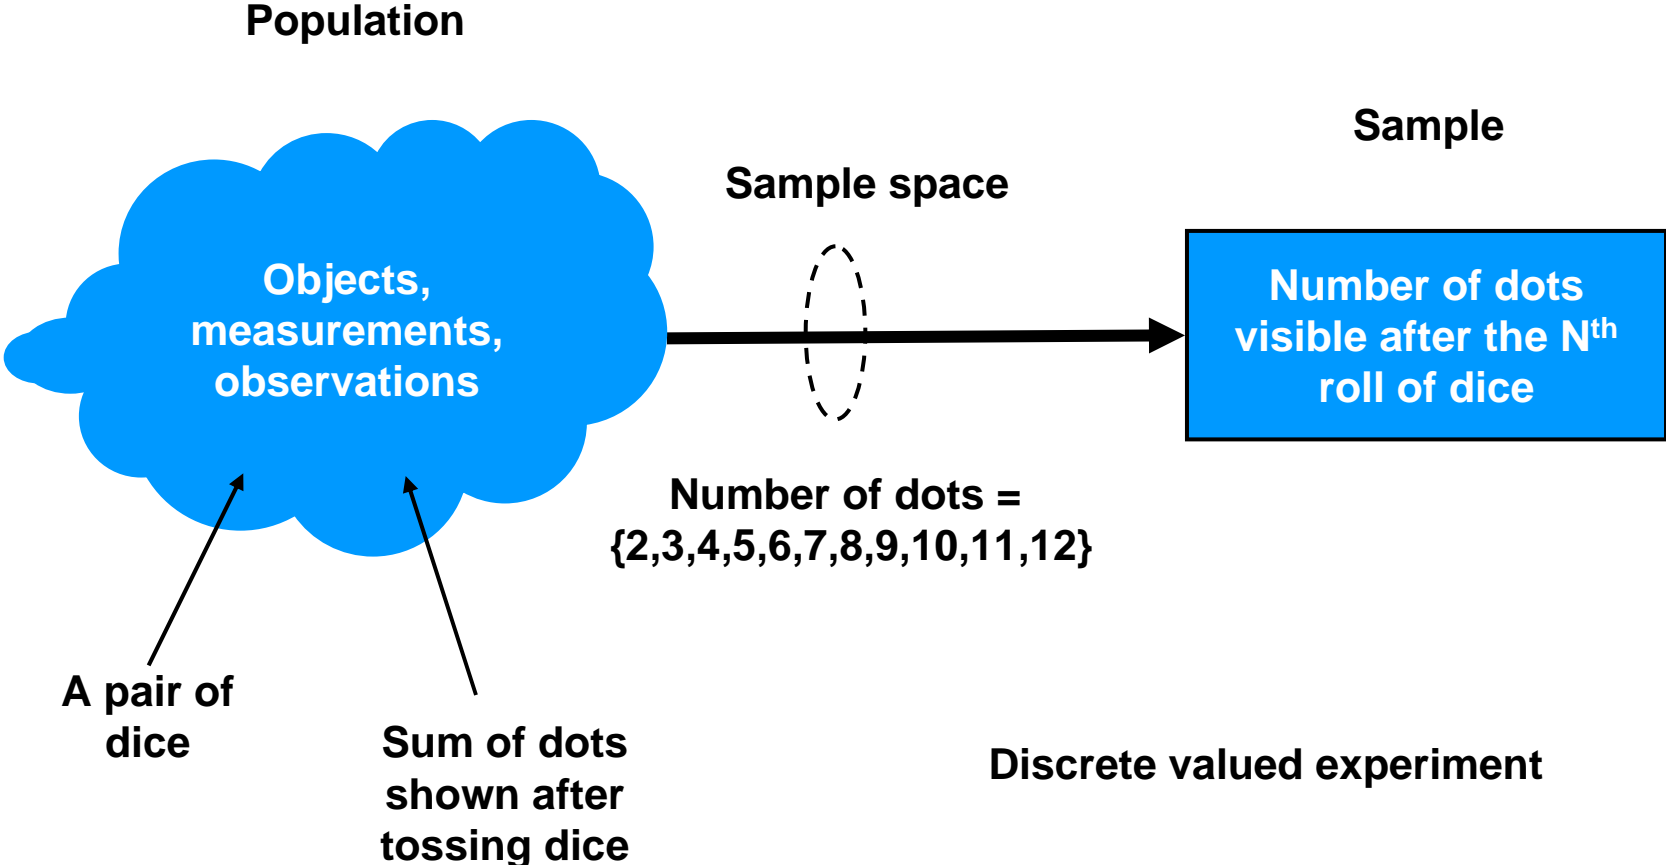 Population
Sample
Sample space
Objects,
measurements,
observations
Number of dots
visible after the Nth
roll of dice
Number of dots =
{2,3,4,5,6,7,8,9,10,11,12}
A pair of
dice
Sum of dots
shown after
tossing dice
Discrete valued experiment